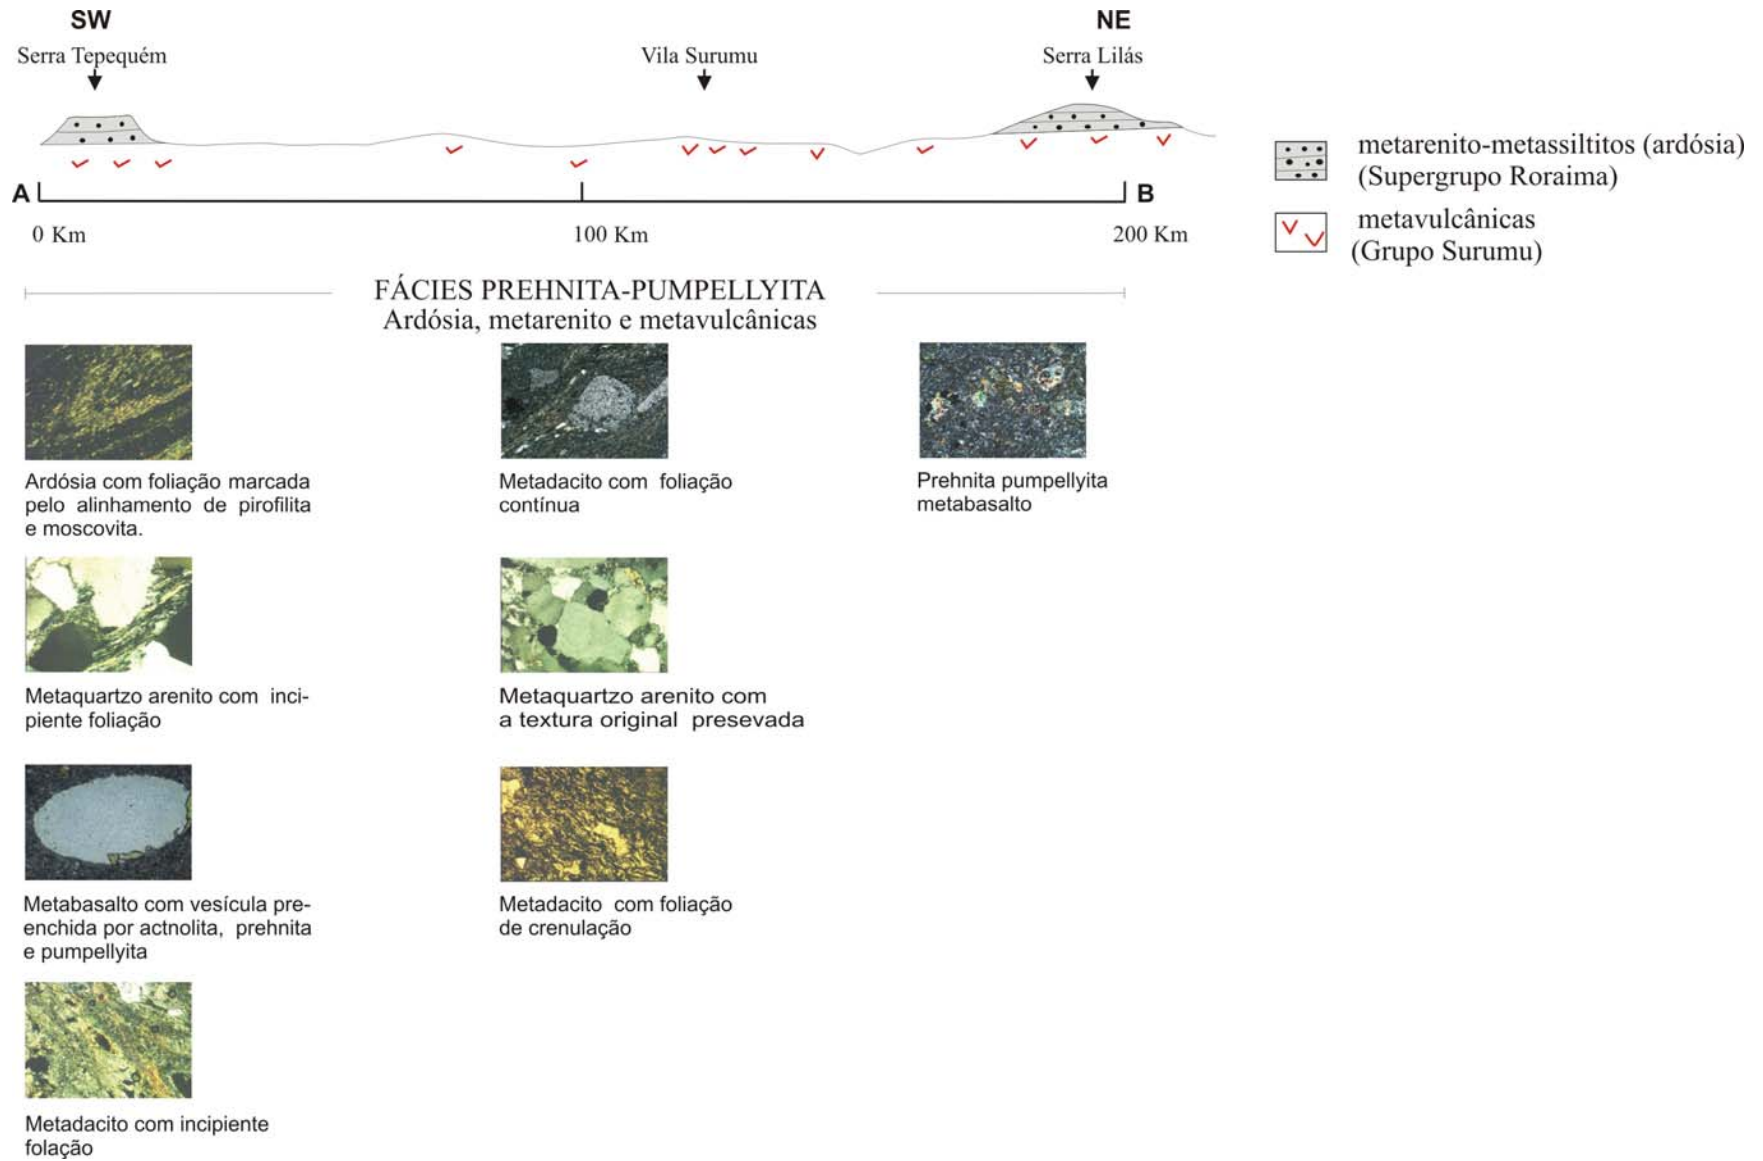 SW
NE
Serra Tepequém
Vila Surumu
Serra Lilás
metarenito-metassiltitos (ardósia)
(Supergrupo Roraima)
A
B
metavulcânicas
(Grupo Surumu)
0 Km
100 Km
200 Km
FÁCIES PREHNITA-PUMPELLYITA
Ardósia, metarenito e metavulcânicas
Ardósia com foliação marcada
pelo alinhamento de pirofilita
e moscovita.
Metadacito com foliação
contínua
Prehnita pumpellyita
metabasalto
Metaquartzo arenito com inci-
piente foliação
Metaquartzo arenito com
a textura original presevada
Metabasalto com vesícula pre-
enchida por actnolita, prehnita
e pumpellyita
Metadacito com foliação
de crenulação
Metadacito com incipiente
folação